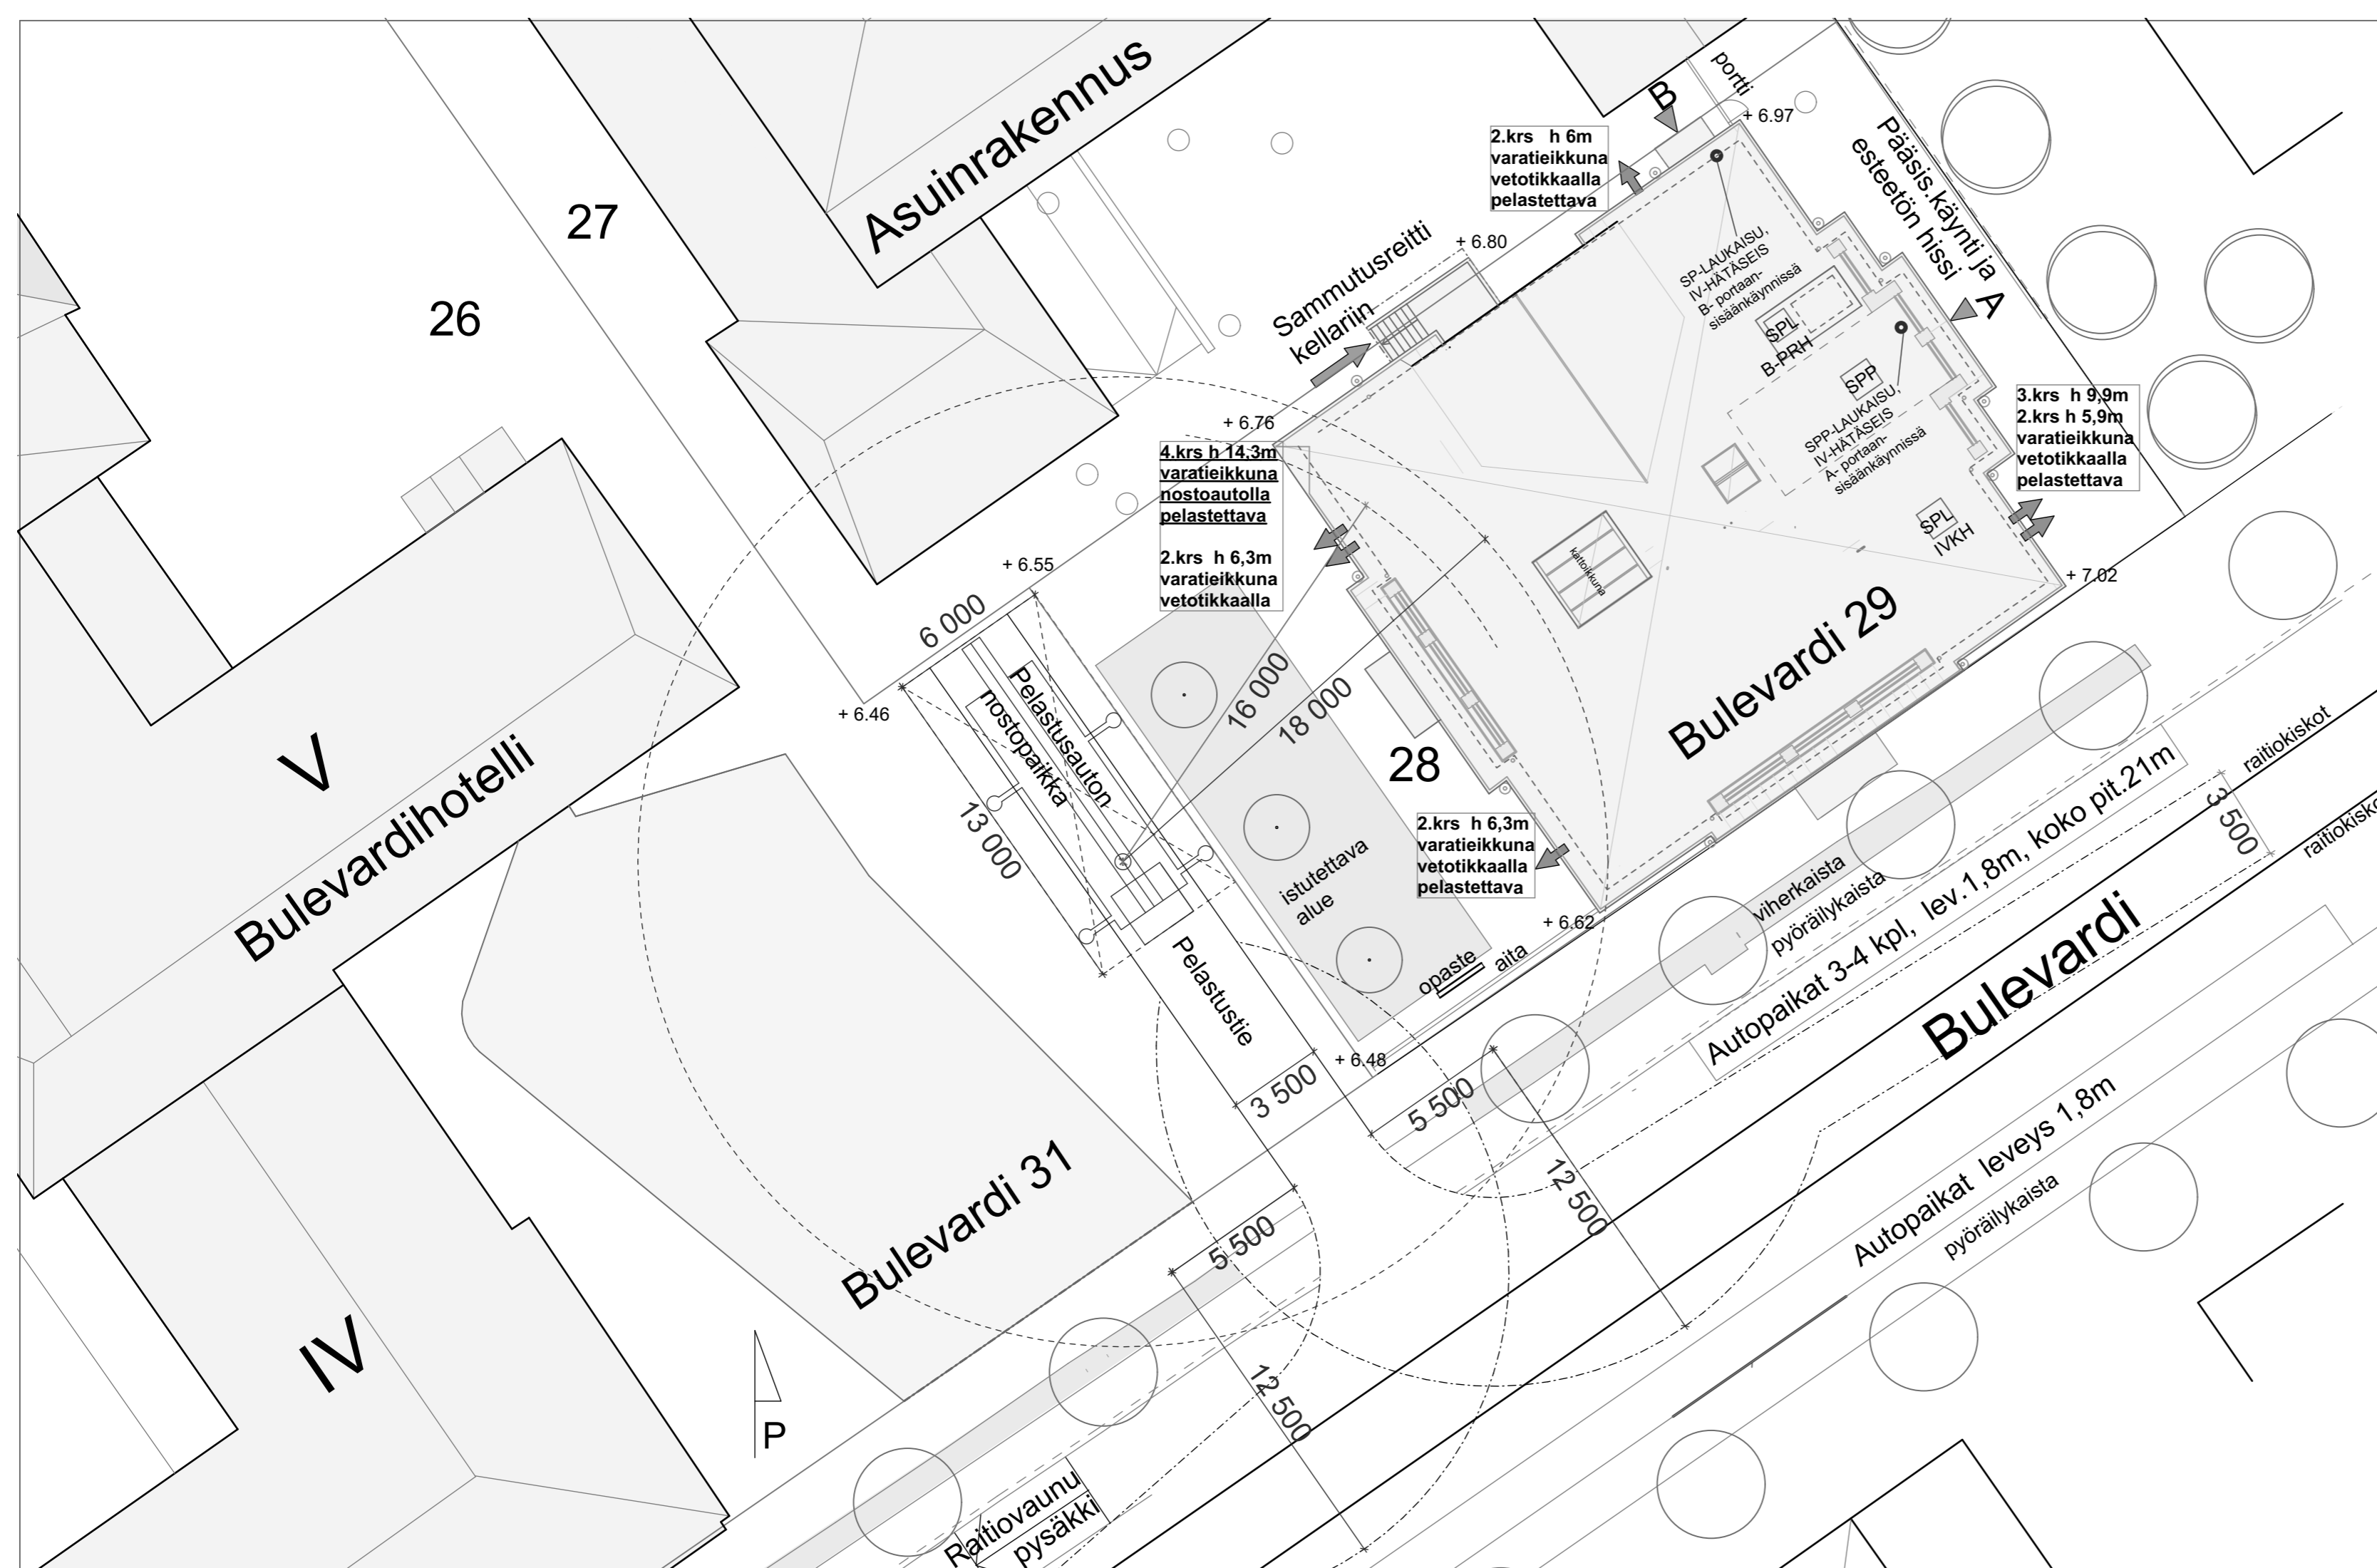 Asuinrakennus
27
26
B
portti
+ 6.97
2.krs h 6m
varatieikkuna
vetotikkaalla
pelastettava
Pääsis.käynti ja
esteetön hissi
A
Sammutusreitti
kellariin
+ 6.80
SP-LAUKAISU,
IV-HÄTÄSEIS
B- portaan-
sisäänkäynnissä
SPL
B-PRH
SPP
SPP-LAUKAISU,
IV-HÄTÄSEIS
A- portaan-
sisäänkäynnissä
3.krs h 9,9m
2.krs h 5,9m
varatieikkuna
vetotikkaalla
pelastettava
+ 6.76
4.krs h 14,3m
varatieikkuna
nostoautolla
pelastettava
2.krs h 6,3m
varatieikkuna
vetotikkaalla
SPL
IVKH
kattoikkuna
+ 7.02
+ 6.55
6 000
+ 6.46
Pelastusauton
nostopaikka
13 000
16 000
18 000
28
Bulevardi 29
V
Bulevardihotelli
2.krs h 6,3m
varatieikkuna
vetotikkaalla
pelastettava
istutettava
alue
+ 6.62
opaste
aita
Pelastustie
+ 6.48
3 500
5 500
viherkaista
pyöräilykaista
Autopaikat 3-4 kpl, lev.1,8m, koko pit.21m
raitiokiskot
3 500
raitiokisko
Bulevardi
Autopaikat leveys 1,8m
pyöräilykaista
12 500
Bulevardi 31
5 500
12 500
IV
P
Raitiovaunu
pysäkki